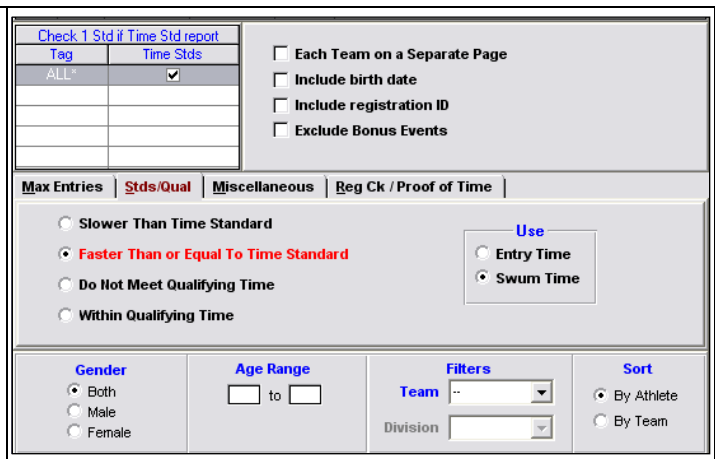 Check 1 Std if Time Std report
Tag Time Stds
ALL*
Each Team on a Separate Page
Include birth date
Include registration ID
Exclude Bonus Events
Max Entries Stds/Qual Miscellaneous Reg Ck / Proof of Time
Slower Than Time Standard
Faster Than or Equal To Time Standard
Do Not Meet Qualifying Time
Within Qualifying Time
Use
Entry Time
Swum Time
Gender
Both
Male
Female
Age Range
to
Filters
Team --
Division
Sort
By Athlete
By Team